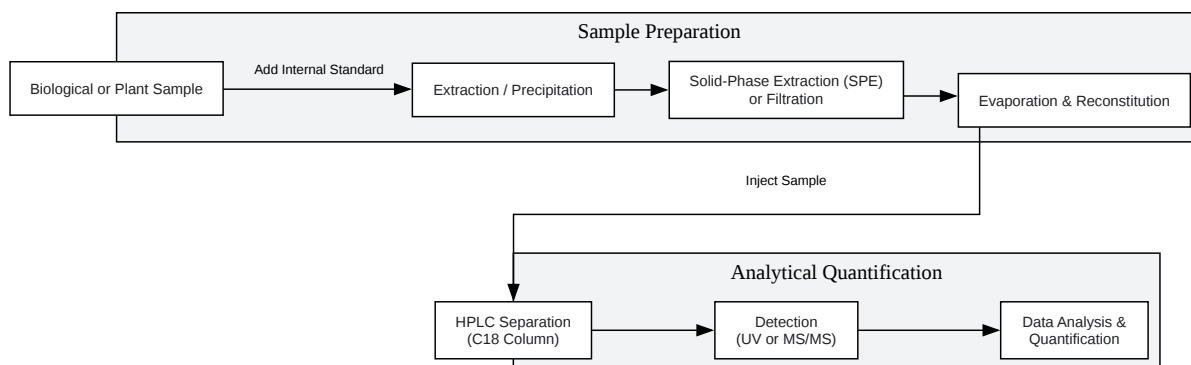 Sample Preparation
Biological or Plant Sample
Add Internal Standard
Extraction / Precipitation
Solid-Phase Extraction (SPE)
or Filtration
Evaporation & Reconstitution
Inject Sample
Analytical Quantification
HPLC Separation
(C18 Column)
Detection
(UV or MS/MS)
Data Analysis &
Quantification